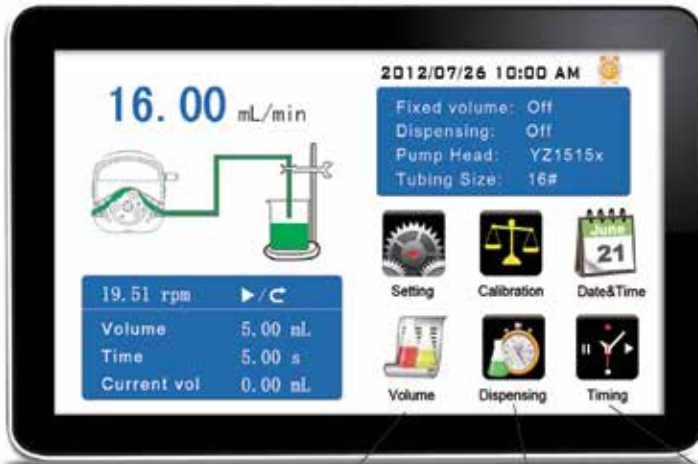 2012/07/26 10:00 AM
16.00 mL/min
Fixed volume: Off
Dispensing: Off
Pump Head: YZ1515x
Tubing Size: 16#
June
21
Setting
Calibration
Date&Time
19.51 rpm
Volume 5.00 mL
Time 5.00 s
Current vol 0.00 mL
Volume
Dispensing
Timing